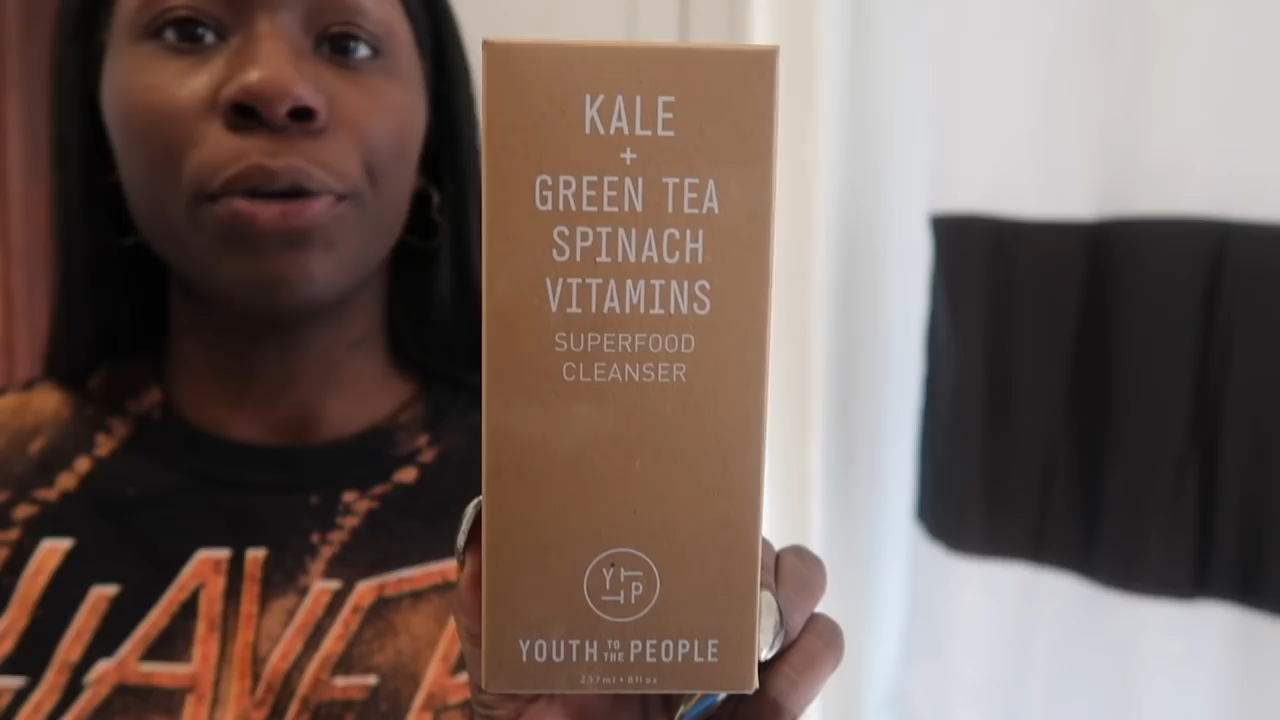 KALE
+
GREEN TEA
SPINACH
VITAMINS
SUPERFOOD
CLEANSER
YTTP
YOUTH TO THE PEOPLE
237ml • 8fl oz